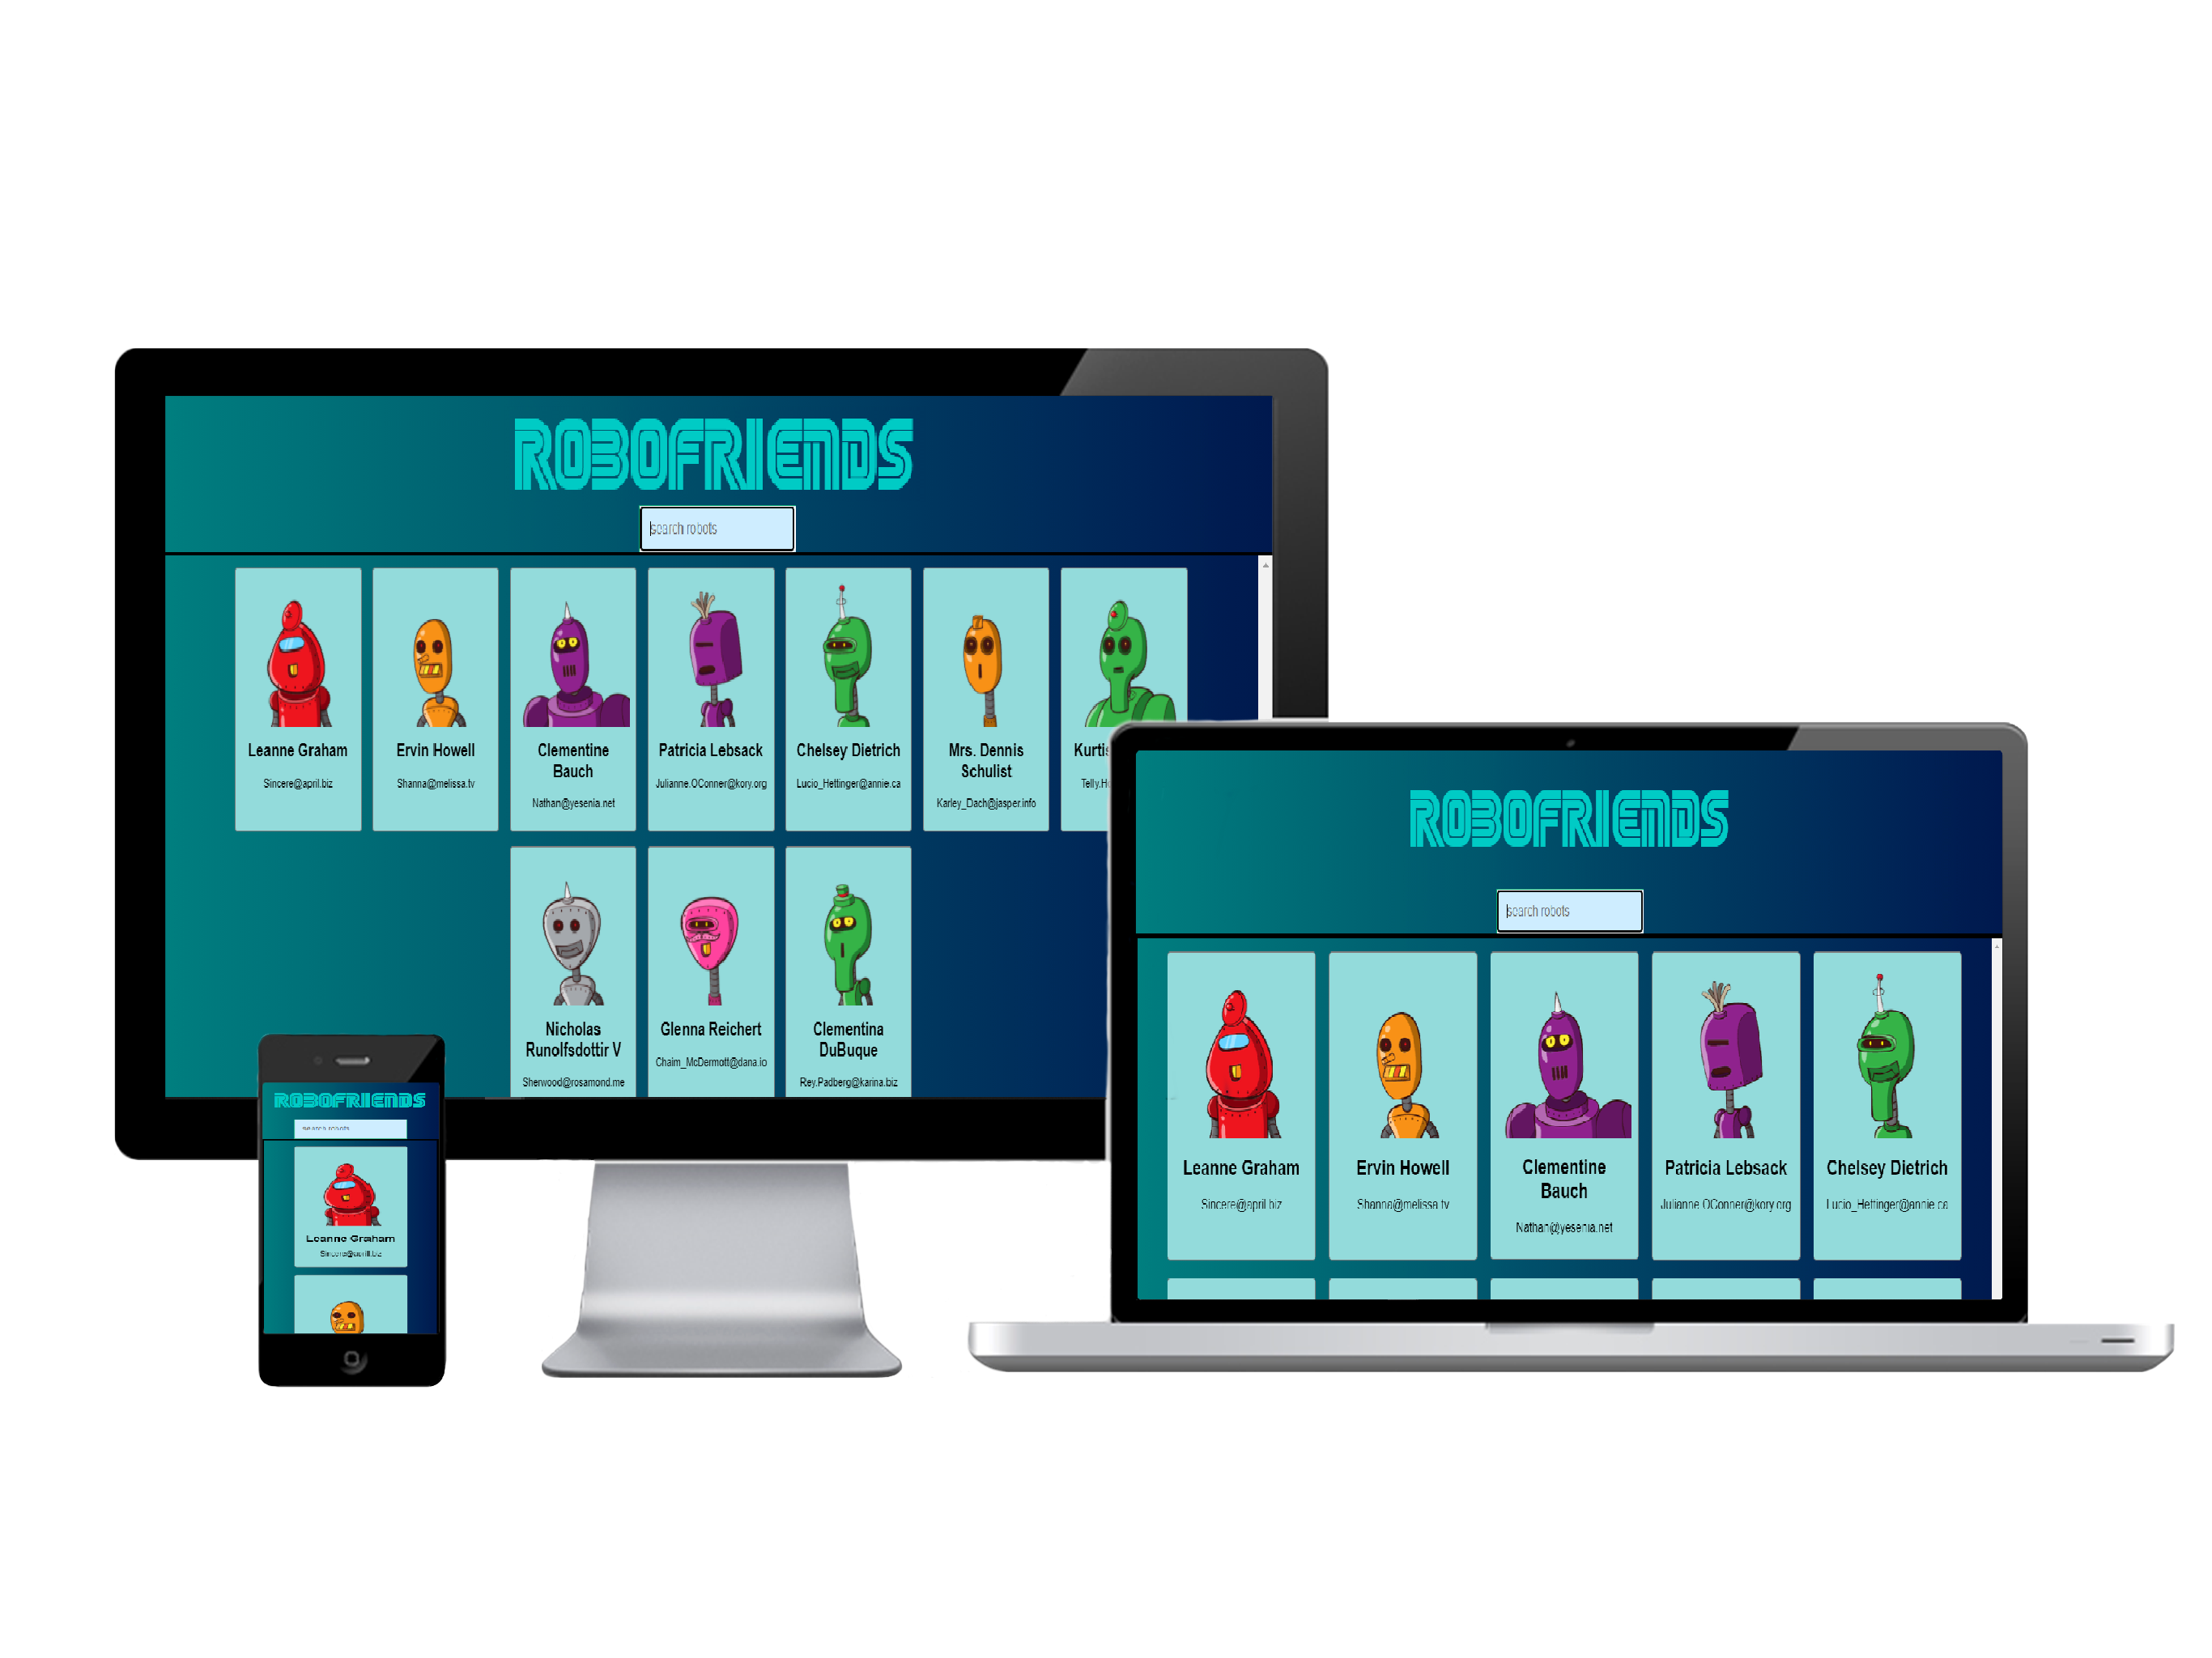 ROBOFRIENDS
search robots
Leanne Graham
Sincere@april.biz
Ervin Howell
Shanna@melissa.tv
Clementine
Bauch
Nathan@yesenia.net
Patricia Lebsack
Julianne.OConner@kory.org
Chelsey Dietrich
Lucio_Hettinger@annie.ca
Mrs. Dennis
Schulist
Karley_Dach@jasper.info
Nicholas
Runolfsdottir V
Sherwood@rosamond.me
Glenna Reichert
Chaim_McDermott@dana.io
Clementina
DuBuque
Rey.Padberg@karina.biz
ROBOFRIENDS
search robots
Leanne Graham
Sincere@april.biz
ROBOFRIENDS
search robots
Leanne Graham
Sincere@april.biz
Ervin Howell
Shanna@melissa.tv
Clementine
Bauch
Nathan@yesenia.net
Patricia Lebsack
Julianne.OConner@kory.org
Chelsey Dietrich
Lucio_Hettinger@annie.ca